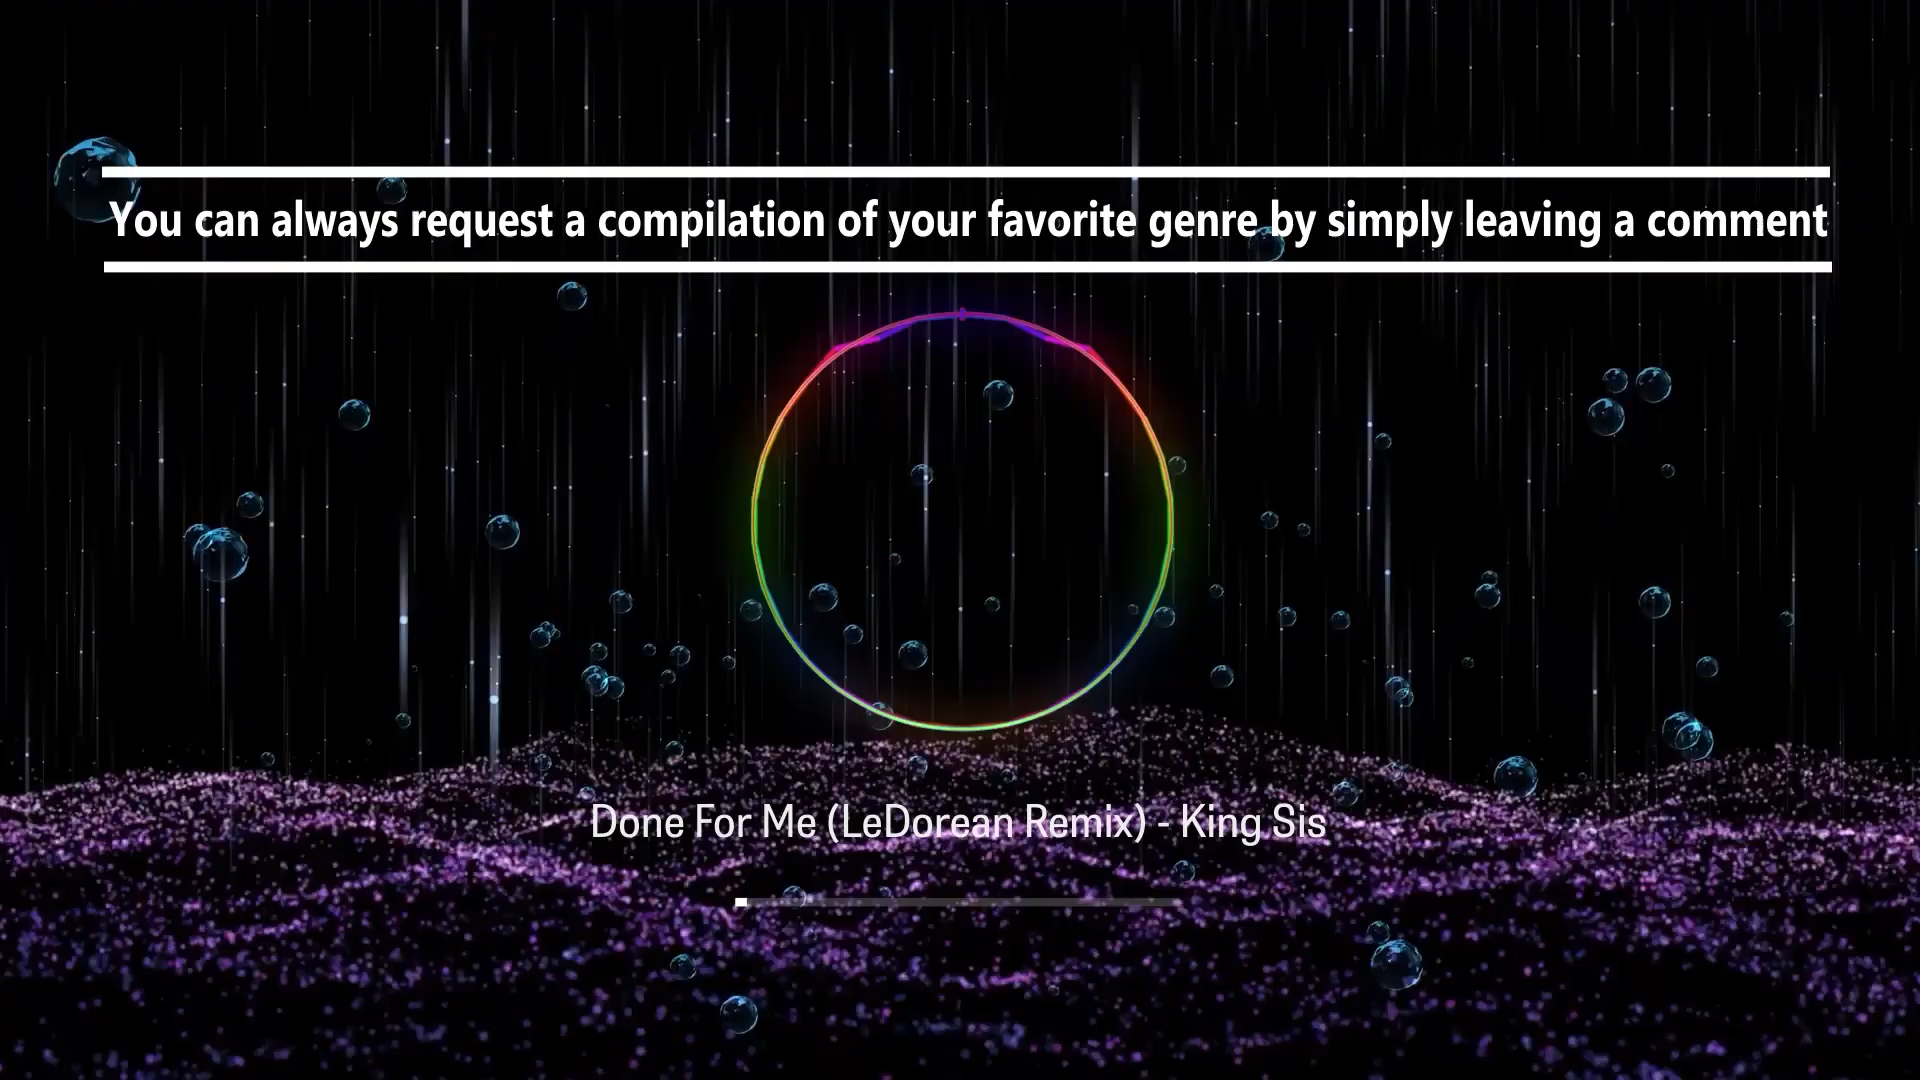 You can always request a compilation of your favorite genre by simply leaving a comment
Done For Me (LeDorean Remix) - King Sis